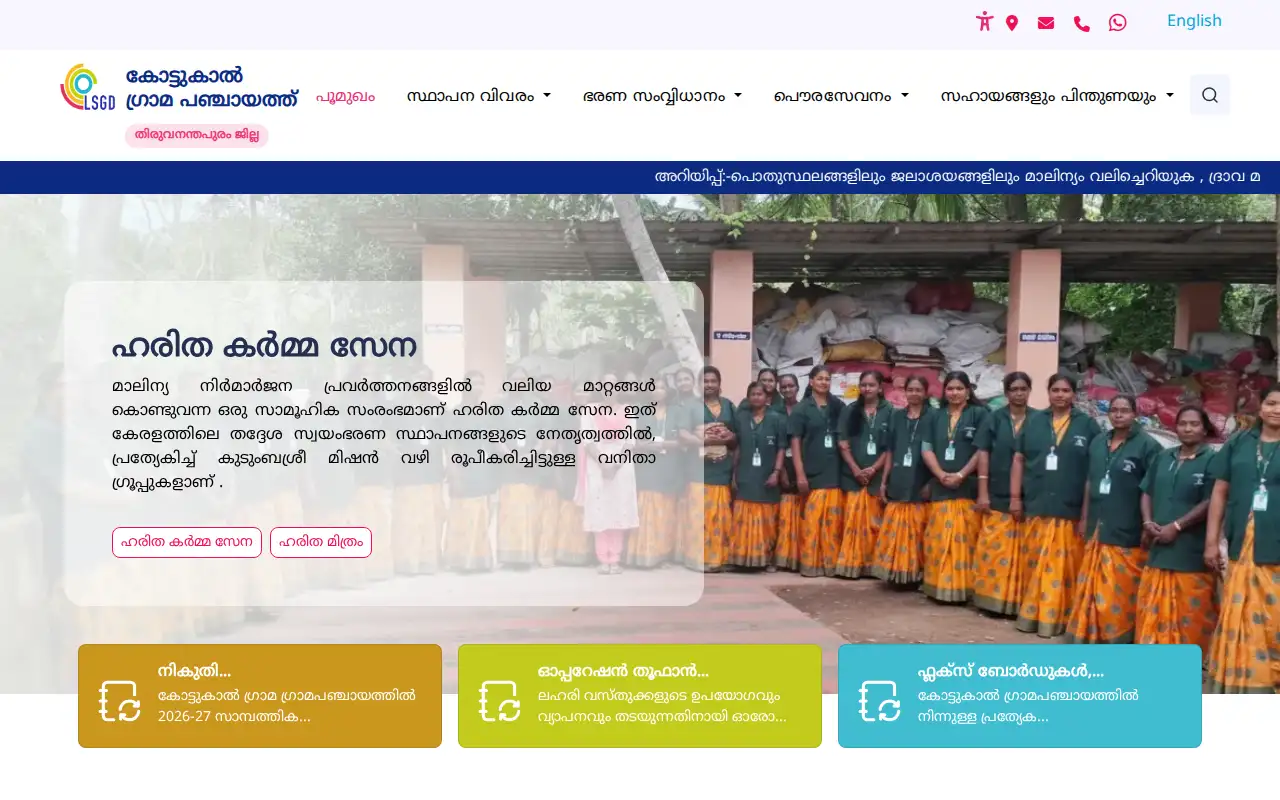 English
LSGD
കോട്ടുകാൽ
ഗ്രാമ പഞ്ചായത്ത്
തിരുവനന്തപുരം ജില്ല
പൂമുഖം
സ്ഥാപന വിവരം
ഭരണ സംവ്വിധാനം
പൌരസേവനം
സഹായങ്ങളും പിന്തുണയും
അറിയിപ്പ്:-പൊതുസ്ഥലങ്ങളിലും ജലാശയങ്ങളിലും മാലിന്യം വലിച്ചെറിയുക , ദ്രാവ മ
ഹരിത കർമ്മ സേന
മാലിന്യ നിർമാർജന പ്രവർത്തനങ്ങളിൽ വലിയ മാറ്റങ്ങൾ
കൊണ്ടുവന്ന ഒരു സാമൂഹിക സംരംഭമാണ് ഹരിത കർമ്മ സേന. ഇത്
കേരളത്തിലെ തദ്ദേശ സ്വയംഭരണ സ്ഥാപനങ്ങളുടെ നേതൃത്വത്തിൽ,
പ്രത്യേകിച്ച് കുടുംബശ്രീ മിഷൻ വഴി രൂപീകരിച്ചിട്ടുള്ള വനിതാ
ഗ്രൂപ്പുകളാണ് .
ഹരിത കർമ്മ സേന
ഹരിത മിത്രം
നികുതി...
കോട്ടുകാൽ ഗ്രാമ ഗ്രാമപഞ്ചായത്തിൽ
2026-27 സാമ്പത്തിക...
ഓപ്പറേഷൻ തൂഫാൻ...
ലഹരി വസ്തുക്കളുടെ ഉപയോഗവും
വ്യാപനവും തടയുന്നതിനായി ഓരോ...
ഫ്ലക്സ് ബോർഡുകൾ,...
കോട്ടുകാൽ ഗ്രാമപഞ്ചായത്തിൽ
നിന്നുള്ള പ്രത്യേക...